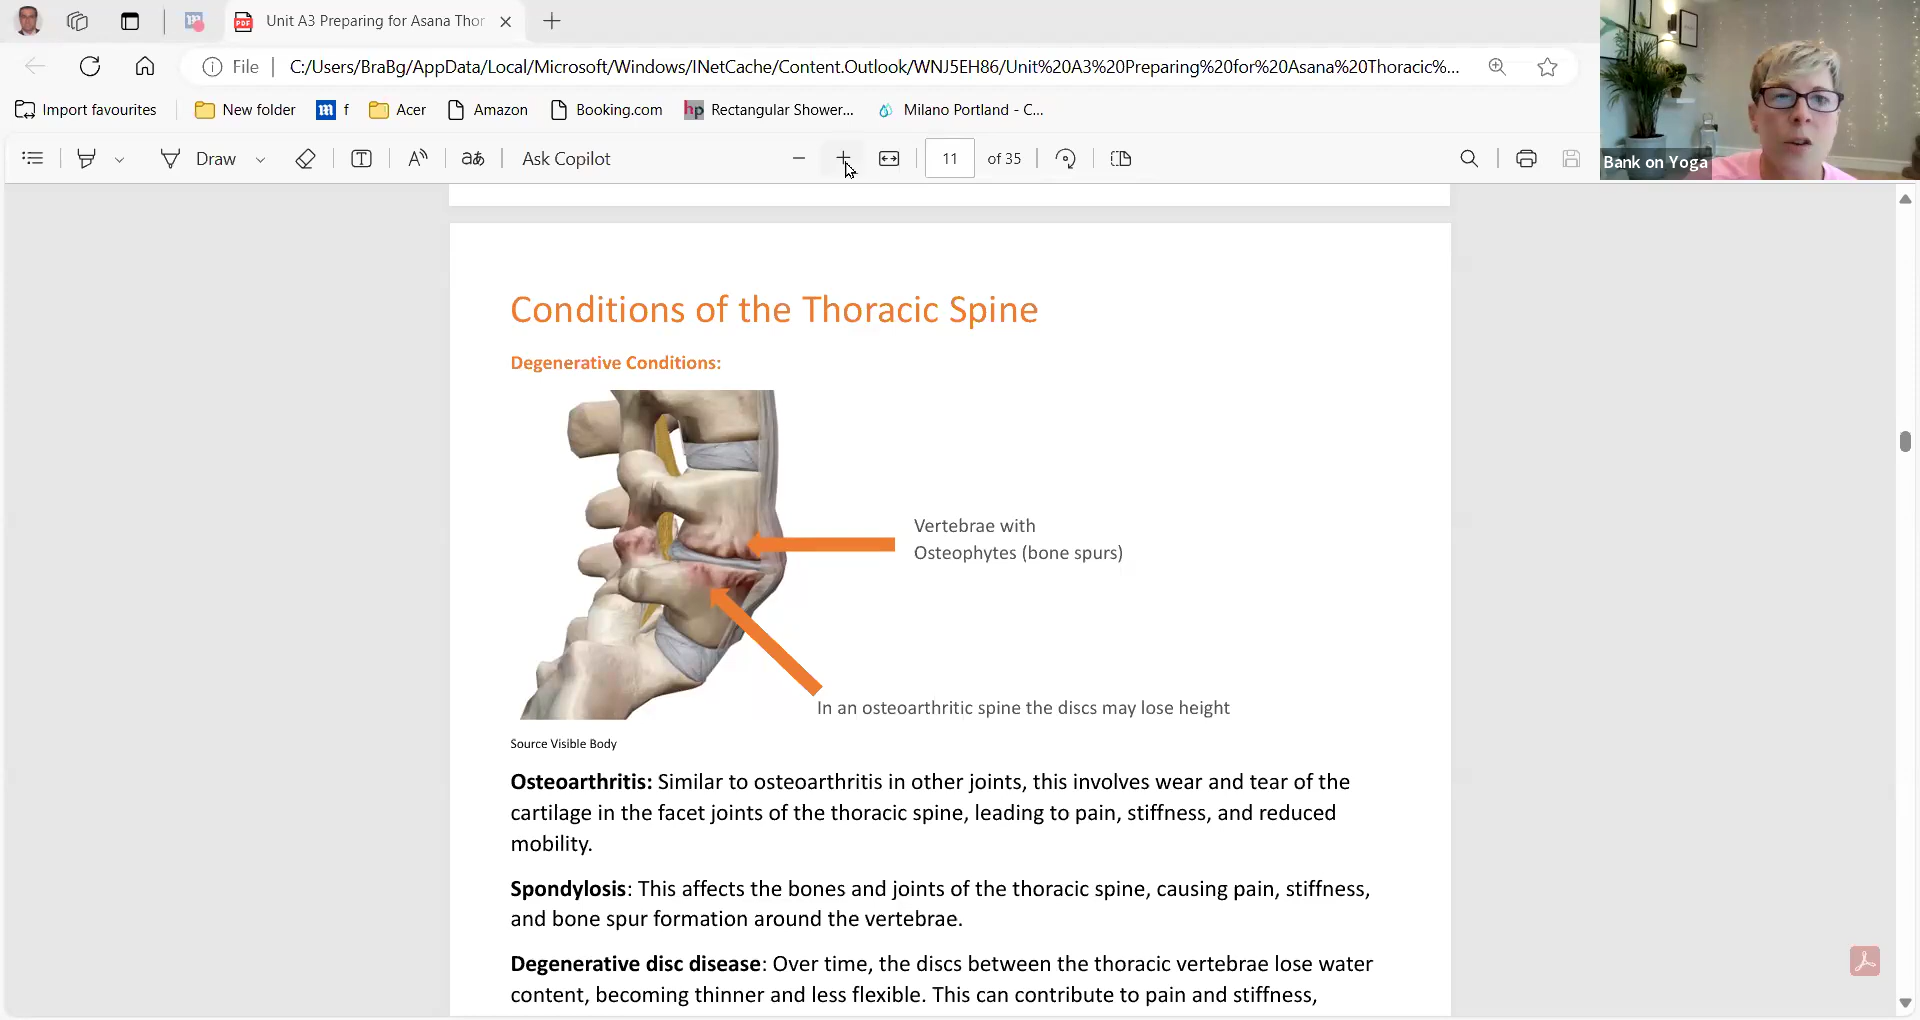 Unit A3 Preparing for Asana Thor
File
C:/Users/BraBg/AppData/Local/Microsoft/Windows/INetCache/Content.Outlook/WNJ5EH86/Unit%20A3%20Preparing%20for%20Asana%20Thoracic%...
Import favourites
New folder
m f
Acer
Amazon
Booking.com
hp Rectangular Shower...
Milano Portland - C...
Draw
Ask Copilot
11 of 35
Bank on Yoga
Conditions of the Thoracic Spine
Degenerative Conditions:
Vertebrae with
Osteophytes (bone spurs)
In an osteoarthritic spine the discs may lose height
Source Visible Body
Osteoarthritis: Similar to osteoarthritis in other joints, this involves wear and tear of the
cartilage in the facet joints of the thoracic spine, leading to pain, stiffness, and reduced
mobility.
Spondylosis: This affects the bones and joints of the thoracic spine, causing pain, stiffness,
and bone spur formation around the vertebrae.
Degenerative disc disease: Over time, the discs between the thoracic vertebrae lose water
content, becoming thinner and less flexible. This can contribute to pain and stiffness,